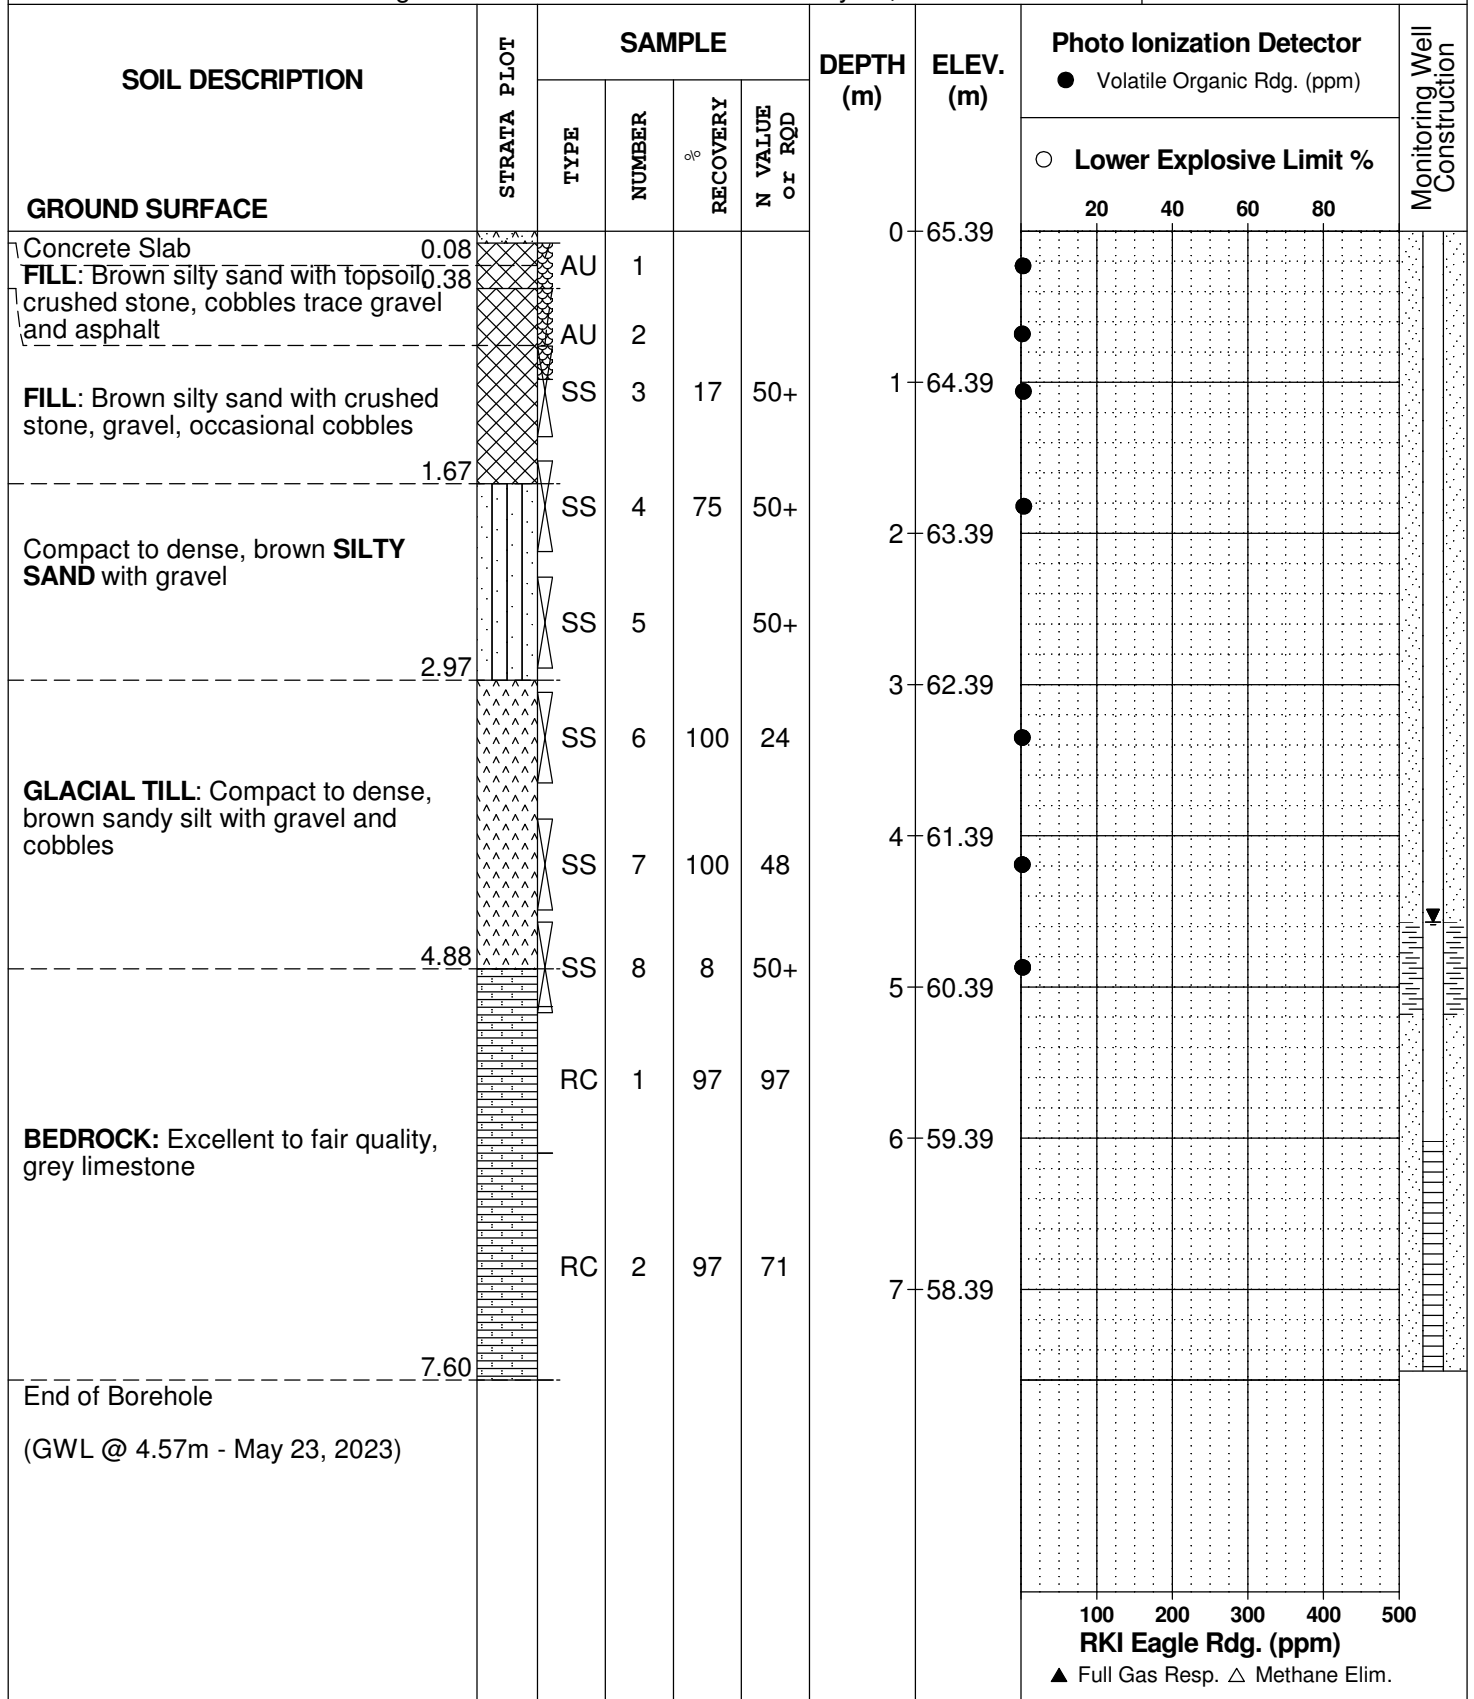 SOIL DESCRIPTION
GROUND SURFACE
STRATA PLOT
SAMPLE
TYPE
NUMBER
%
RECOVERY
N VALUE
or RQD
DEPTH
(m)
ELEV.
(m)
Photo Ionization Detector
● Volatile Organic Rdg. (ppm)
○ Lower Explosive Limit %
20 40 60 80
Monitoring Well
Construction
0 65.39
Concrete Slab 0.08
AU 1
FILL: Brown silty sand with topsoil, 0.38
crushed stone, cobbles trace gravel
and asphalt
AU 2
1 64.39
SS 3 17 50+
FILL: Brown silty sand with crushed
stone, gravel, occasional cobbles
1.67
SS 4 75 50+
2 63.39
Compact to dense, brown SILTY
SAND with gravel
SS 5 50+
2.97
3 62.39
SS 6 100 24
GLACIAL TILL: Compact to dense,
brown sandy silt with gravel and
cobbles
4 61.39
SS 7 100 48
4.88
SS 8 8 50+
5 60.39
RC 1 97 97
BEDROCK: Excellent to fair quality,
grey limestone
6 59.39
RC 2 97 71
7 58.39
7.60
End of Borehole
(GWL @ 4.57m - May 23, 2023)
100 200 300 400 500
RKI Eagle Rdg. (ppm)
▲ Full Gas Resp. △ Methane Elim.